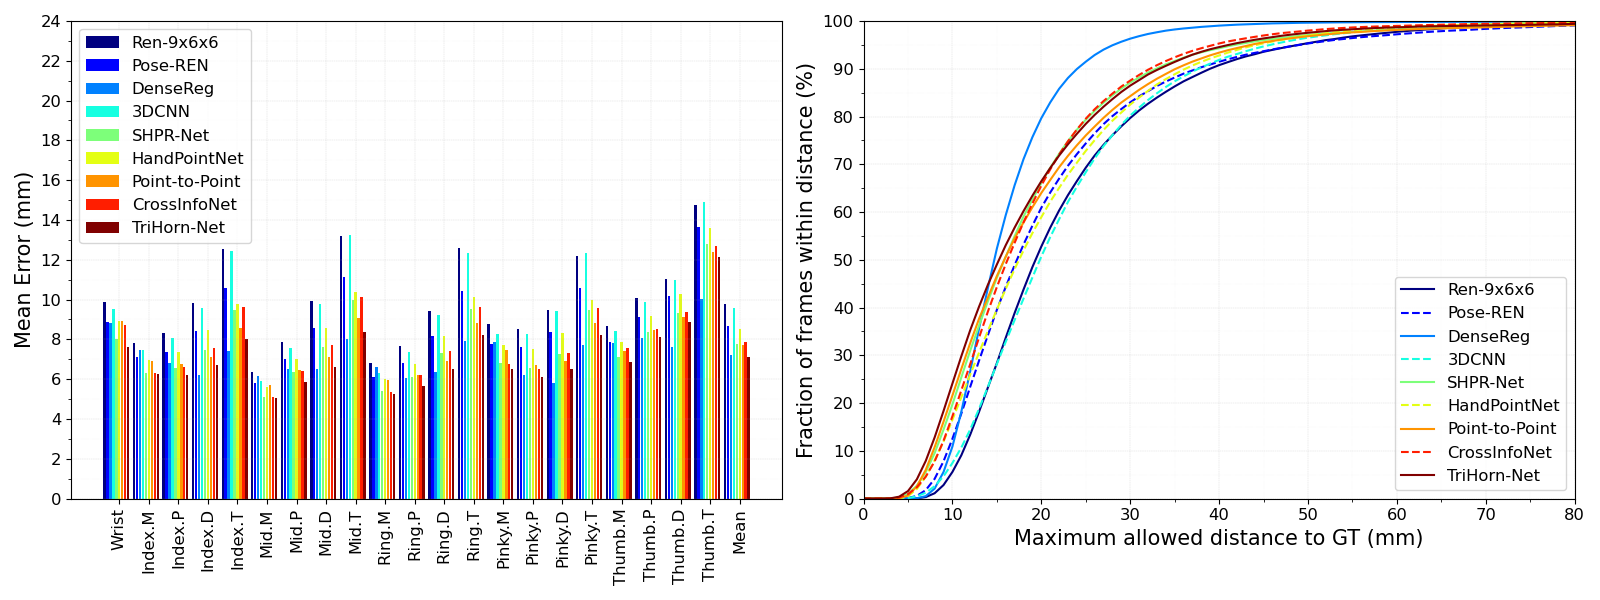 24
22
20
18
16
14
12
10
8
6
4
2
0
Mean Error (mm)
Ren-9x6x6
Pose-REN
DenseReg
3DCNN
SHPR-Net
HandPointNet
Point-to-Point
CrossInfoNet
TriHorn-Net
Wrist
Index.M
Index.P
Index.D
Index.T
Mid.M
Mid.P
Mid.D
Mid.T
Ring.M
Ring.P
Ring.D
Ring.T
Pinky.M
Pinky.P
Pinky.D
Pinky.T
Thumb.M
Thumb.P
Thumb.D
Thumb.T
Mean
100
90
80
70
60
50
40
30
20
10
0
Fraction of frames within distance (%)
Ren-9x6x6
Pose-REN
DenseReg
3DCNN
SHPR-Net
HandPointNet
Point-to-Point
CrossInfoNet
TriHorn-Net
0 10 20 30 40 50 60 70 80
Maximum allowed distance to GT (mm)